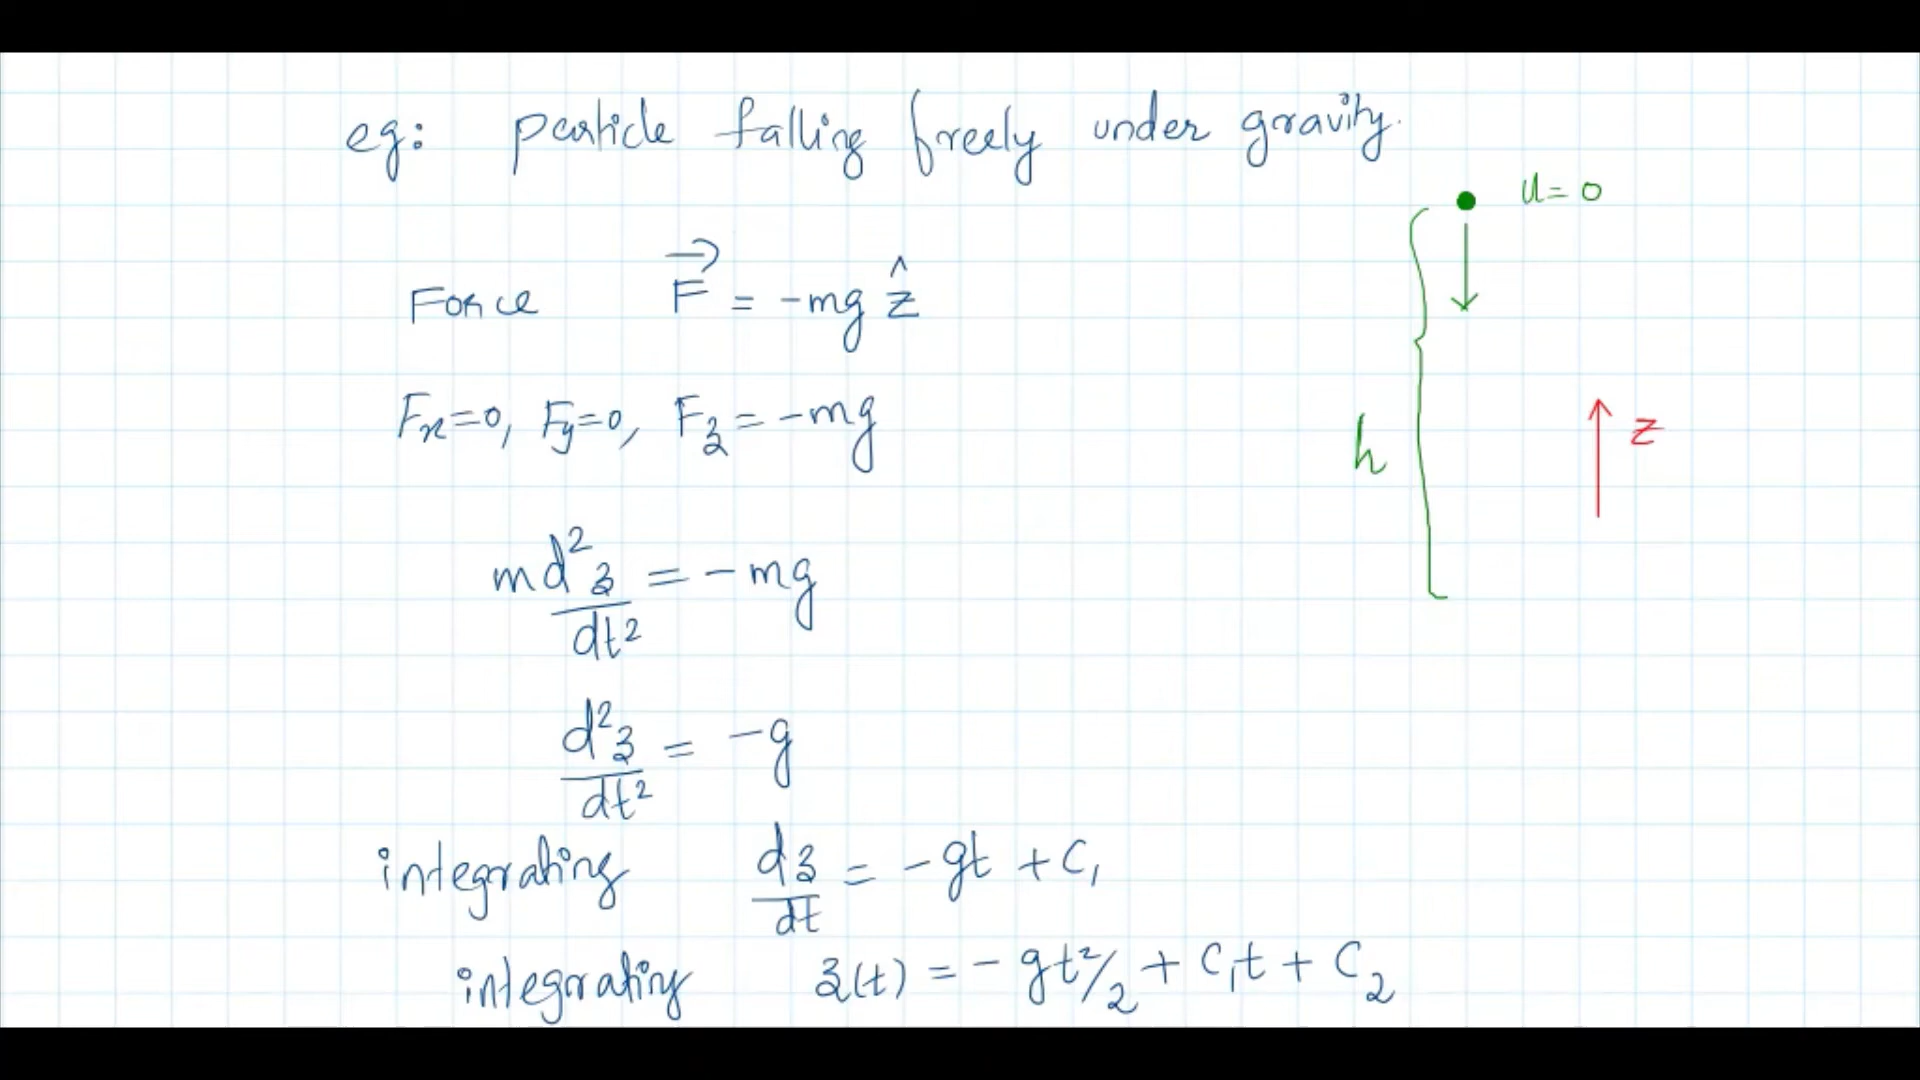 eg: particle falling freely under gravity.
u = 0
Force F⃗ = -mg ẑ
Fx=0, Fy=0, Fz = -mg
h
z
md²z/dt² = -mg
d²z/dt² = -g
integrating dz/dt = -gt + C₁
integrating z(t) = - gt²/2 + C₁t + C₂